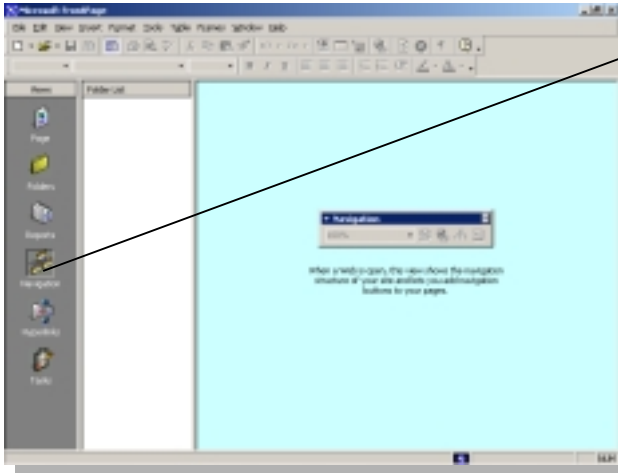 Microsoft FrontPage
File Edit View Insert Format Tools Table Frames Window Help
Views
Folder List
Page
Folders
Reports
Navigation
Hyperlinks
Tasks
Navigation
100%
When a Web is open, this view shows the navigation
structure of your site and lets you add navigation
buttons to your pages.
NUM